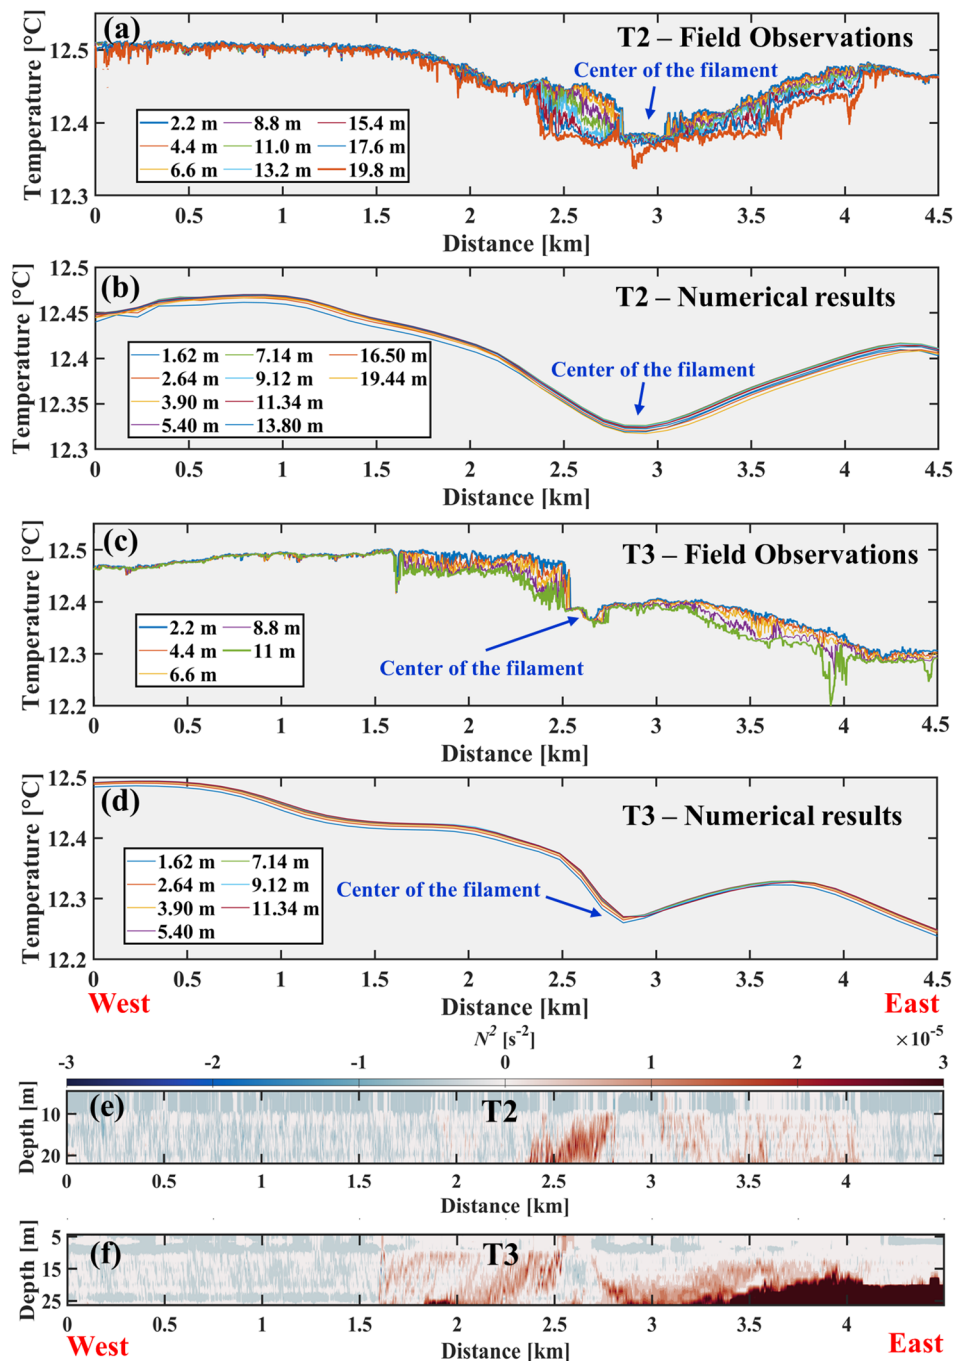 (a)
T2 – Field Observations
Center of the filament
Temperature [°C]
12.5
12.4
12.3
2.2 m 8.8 m 15.4 m
4.4 m 11.0 m 17.6 m
6.6 m 13.2 m 19.8 m
0 0.5 1 1.5 2 2.5 3 3.5 4 4.5
Distance [km]
(b)
T2 – Numerical results
Center of the filament
Temperature [°C]
12.5
12.45
12.4
12.35
12.3
1.62 m 7.14 m 16.50 m
2.64 m 9.12 m 19.44 m
3.90 m 11.34 m
5.40 m 13.80 m
0 0.5 1 1.5 2 2.5 3 3.5 4 4.5
Distance [km]
(c)
T3 – Field Observations
Center of the filament
Temperature [°C]
12.5
12.4
12.3
12.2
2.2 m 8.8 m
4.4 m 11 m
6.6 m
0 0.5 1 1.5 2 2.5 3 3.5 4 4.5
Distance [km]
(d)
T3 – Numerical results
Center of the filament
Temperature [°C]
12.5
12.4
12.3
12.2
1.62 m 7.14 m
2.64 m 9.12 m
3.90 m 11.34 m
5.40 m
0 0.5 1 1.5 2 2.5 3 3.5 4 4.5
West Distance [km] East
N² [s⁻²] ×10⁻⁵
-3 -2 -1 0 1 2 3
(e) T2
Depth [m]
10
20
0 0.5 1 1.5 2 2.5 3 3.5 4
Distance [km]
(f) T3
Depth [m]
5
15
25
0 0.5 1 1.5 2 2.5 3 3.5 4
West Distance [km] East